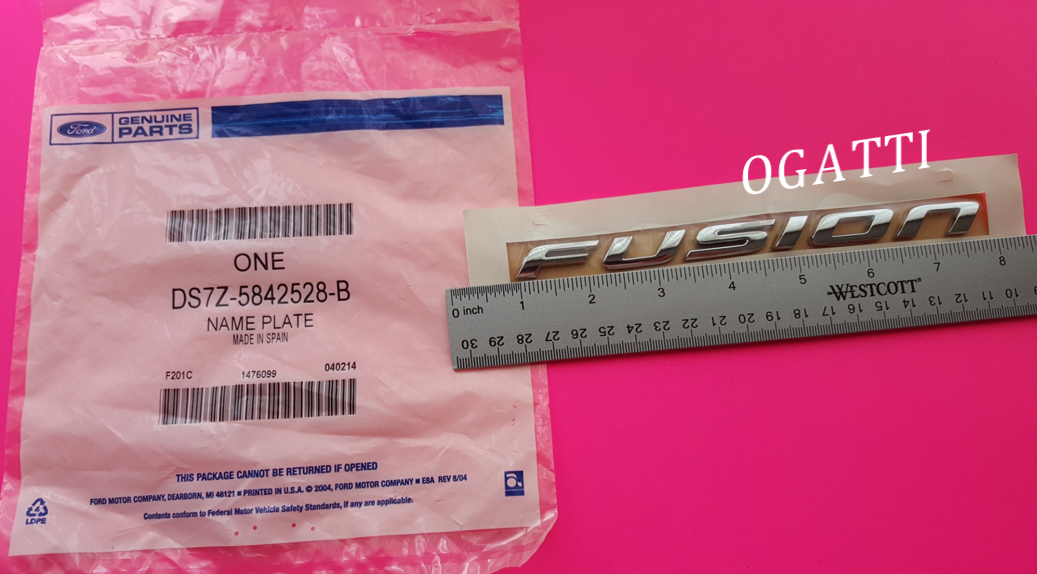 Ford GENUINE PARTS
ONE
DS7Z-5842528-B
NAME PLATE
MADE IN SPAIN
F201C 1476099 040214
THIS PACKAGE CANNOT BE RETURNED IF OPENED
FORD MOTOR COMPANY, DEARBORN, MI 48121 ■ PRINTED IN U.S.A. © 2004, FORD MOTOR COMPANY ■ E8A REV 8/04
Contents conform to Federal Motor Vehicle Safety Standards, if any are applicable.
4
LDPE
OGATTI
FUSION
0 inch 1 2 3 4 5 6 7 8
WESTCOTT
30 29 28 27 26 25 24 23 22 21 20 19 18 17 16 15 14 13 12 11 10